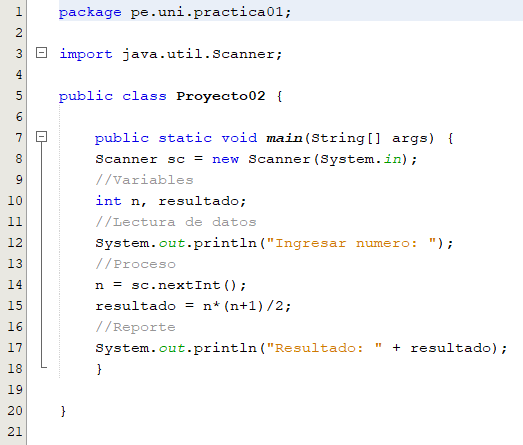 1 package pe.uni.practica01;
2
3 import java.util.Scanner;
4
5 public class Proyecto02 {
6
7 public static void main(String[] args) {
8 Scanner sc = new Scanner(System.in);
9 //Variables
10 int n, resultado;
11 //Lectura de datos
12 System.out.println("Ingresar numero: ");
13 //Proceso
14 n = sc.nextInt();
15 resultado = n*(n+1)/2;
16 //Reporte
17 System.out.println("Resultado: " + resultado);
18 }
19
20 }
21